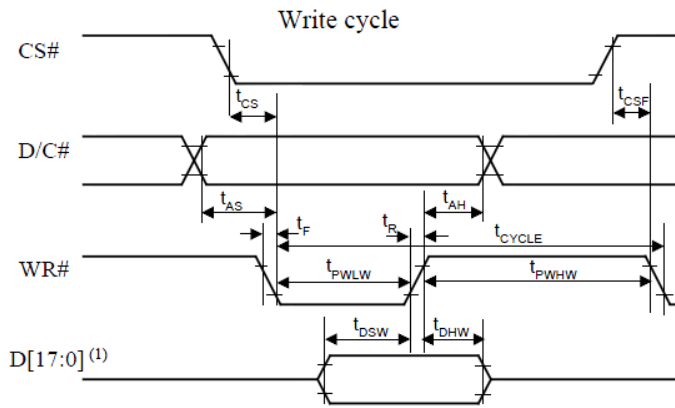 Write cycle
CS#
tCS
tCSF
D/C#
tAS
tAH
tF
tR
tCYCLE
WR#
tPWLW
tPWHW
tDSW
tDHW
D[17:0] (1)